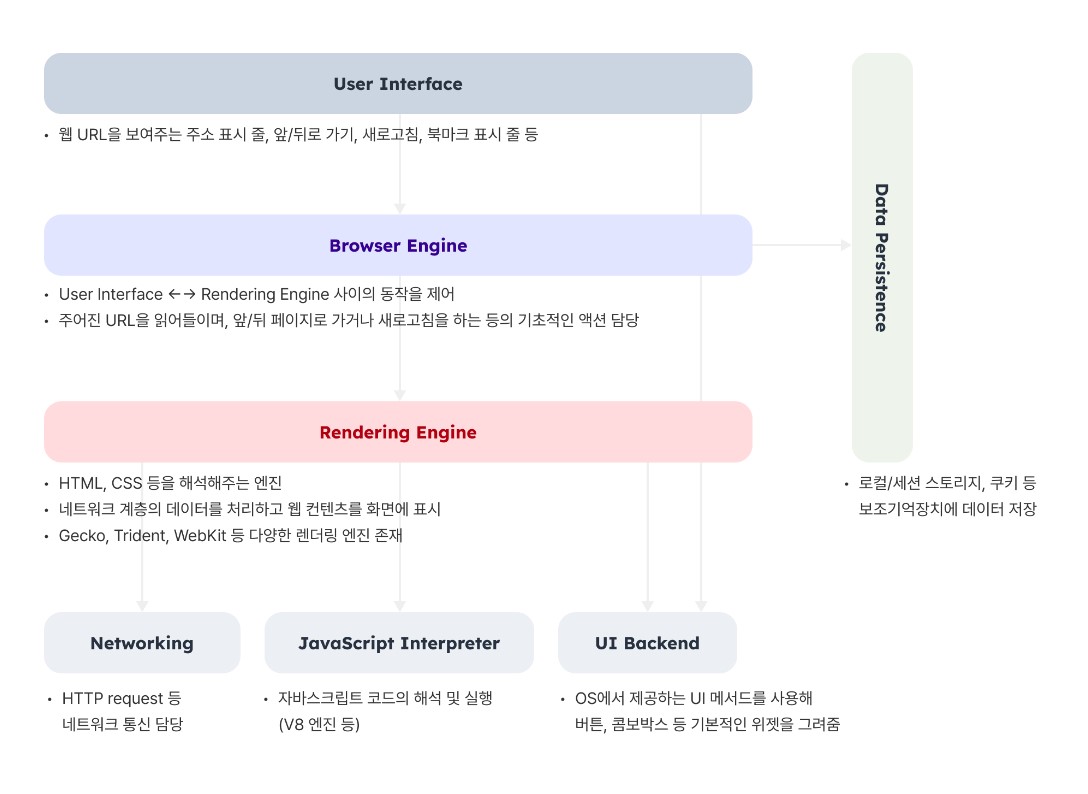 User Interface
• 웹 URL을 보여주는 주소 표시 줄, 앞/뒤로 가기, 새로고침, 북마크 표시 줄 등
Browser Engine
• User Interface ←→ Rendering Engine 사이의 동작을 제어
• 주어진 URL을 읽어들이며, 앞/뒤 페이지로 가거나 새로고침을 하는 등의 기초적인 액션 담당
Rendering Engine
• HTML, CSS 등을 해석해주는 엔진
• 네트워크 계층의 데이터를 처리하고 웹 컨텐츠를 화면에 표시
• Gecko, Trident, WebKit 등 다양한 렌더링 엔진 존재
Data Persistence
• 로컬/세션 스토리지, 쿠키 등
보조기억장치에 데이터 저장
Networking
• HTTP request 등
네트워크 통신 담당
JavaScript Interpreter
• 자바스크립트 코드의 해석 및 실행
(V8 엔진 등)
UI Backend
• OS에서 제공하는 UI 메서드를 사용해
버튼, 콤보박스 등 기본적인 위젯을 그려줌